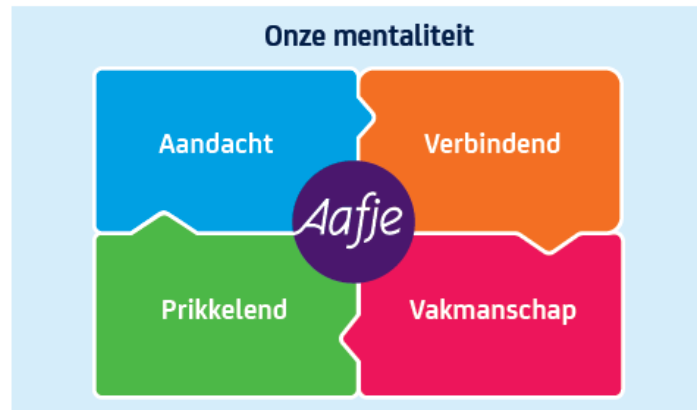 Onze mentaliteit
Aandacht
Verbindend
Aafje
Prikkelend
Vakmanschap